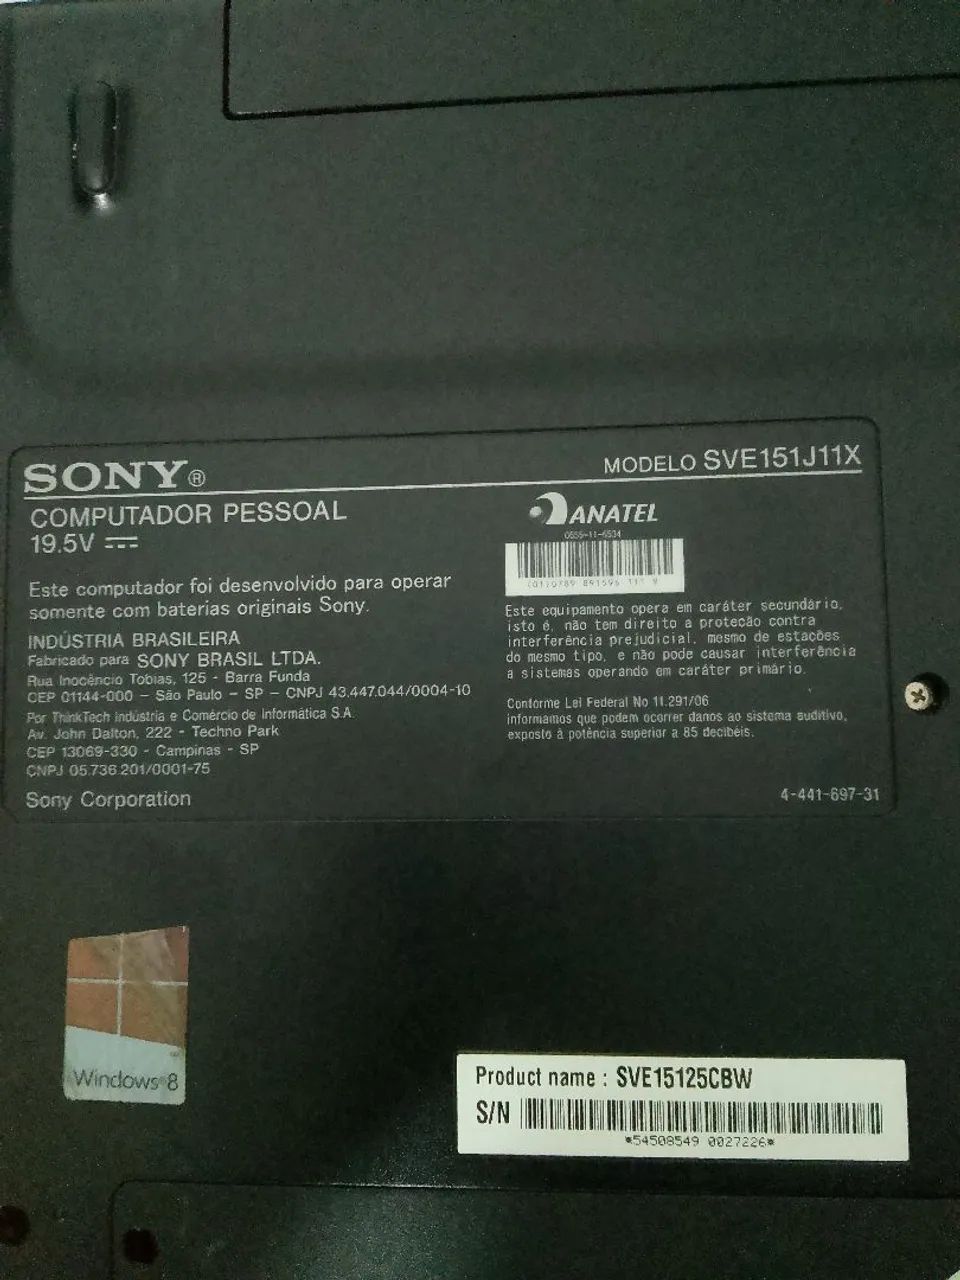 SONY®
MODELO SVE151J11X
COMPUTADOR PESSOAL
19.5V
Este computador foi desenvolvido para operar
somente com baterias originais Sony.
INDÚSTRIA BRASILEIRA
Fabricado para SONY BRASIL LTDA.
Rua Inocêncio Tobias, 125 - Barra Funda
CEP 01144-000 - São Paulo - SP - CNPJ 43.447.044/0004-10
Por ThinkTech Indústria e Comércio de Informática S.A.
Av. John Dalton, 222 - Techno Park
CEP 13069-330 - Campinas - SP
CNPJ 05.736.201/0001-75
Sony Corporation
ANATEL
0555-11-6534
Este equipamento opera em caráter secundário,
isto é, não tem direito a proteção contra
interferência prejudicial, mesmo de estações
do mesmo tipo, e não pode causar interferência
a sistemas operando em caráter primário.
Conforme Lei Federal No 11.291/06
informamos que podem ocorrer danos ao sistema auditivo,
exposto à potência superior a 85 decibéis.
4-441-697-31
Windows®8
Product name : SVE15125CBW
S/N
*54508549 0027226*